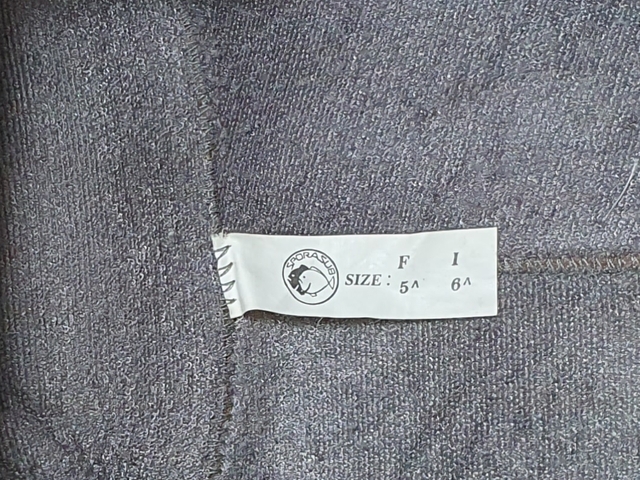 SPORASUB
F I
SIZE : 5^ 6^